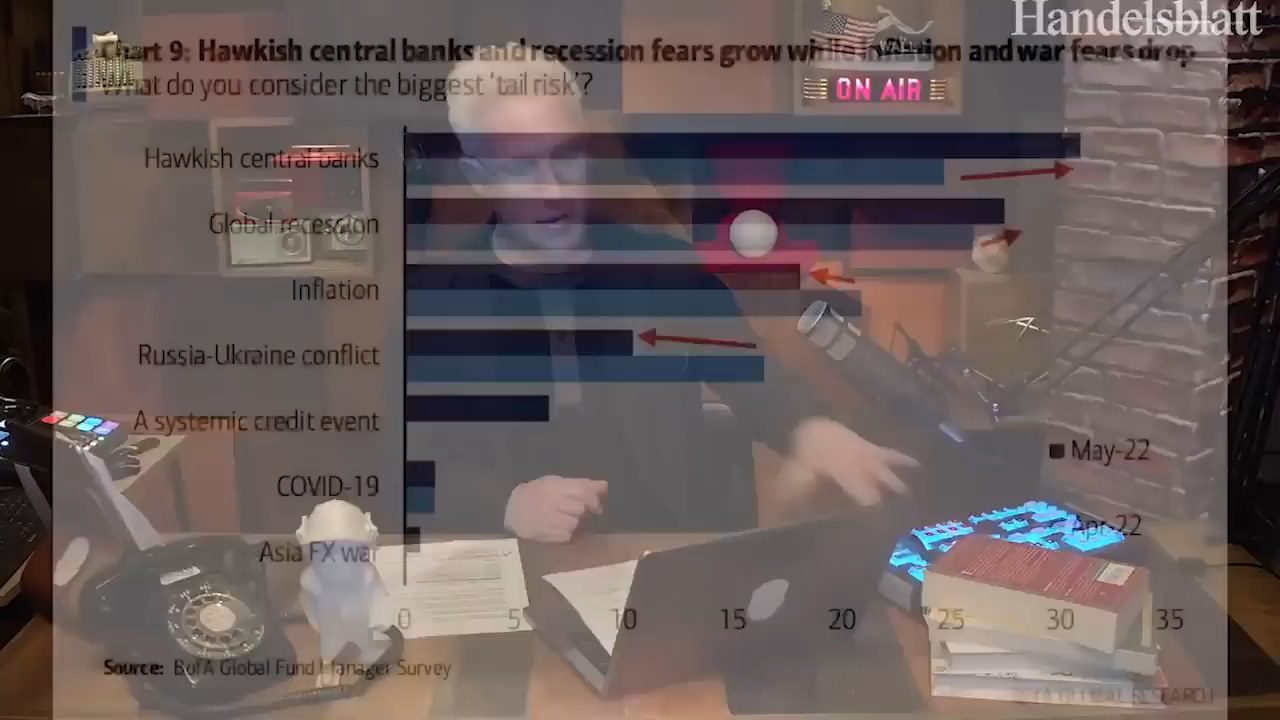 Handelsblatt
Chart 9: Hawkish central banks and recession fears grow while inflation and war fears drop
What do you consider the biggest 'tail risk'?
ON AIR
Hawkish central banks
Global recession
Inflation
Russia-Ukraine conflict
A systemic credit event
May-22
COVID-19
Apr-22
Asia FX war
0 5 10 15 20 25 30 35
Source: BofA Global Fund Manager Survey